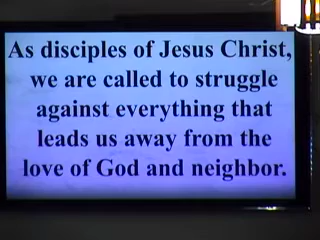 As disciples of Jesus Christ,
we are called to struggle
against everything that
leads us away from the
love of God and neighbor.